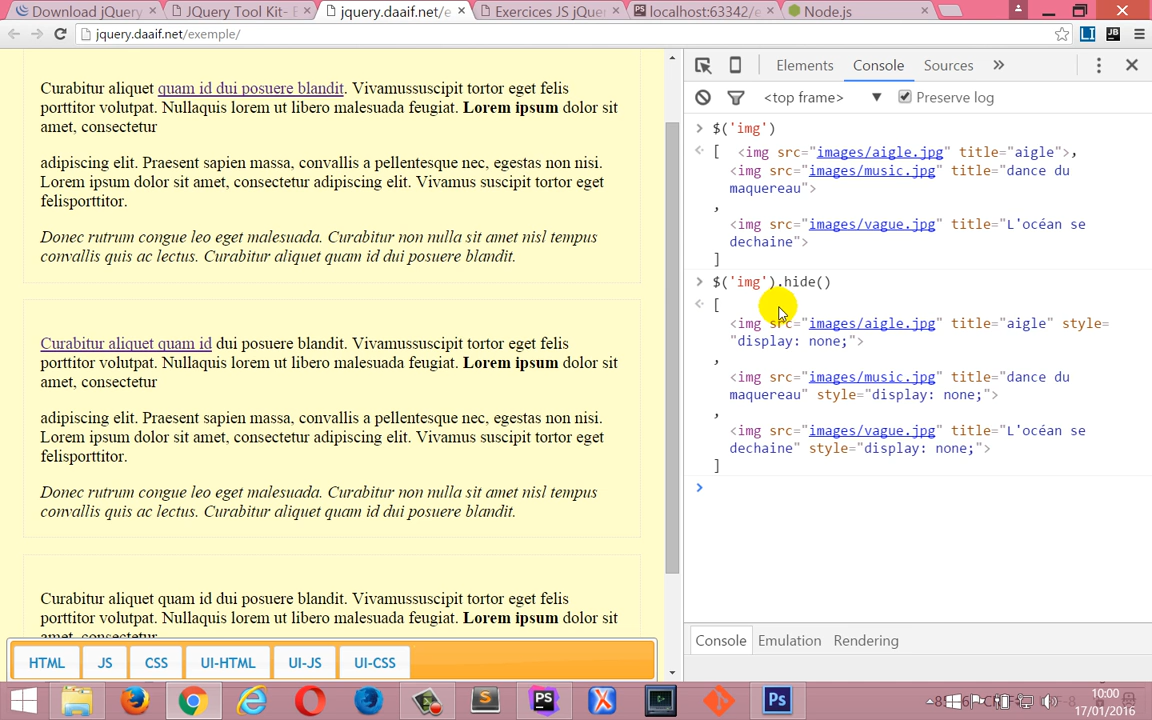 Download jQuery
JQuery Tool Kit- E
jquery.daaif.net/e
Exercices JS jQuer
localhost:63342/e
Node.js
jquery.daaif.net/exemple/
Curabitur aliquet quam id dui posuere blandit. Vivamussuscipit tortor eget felis
porttitor volutpat. Nullaquis lorem ut libero malesuada feugiat. Lorem ipsum dolor sit
amet, consectetur
adipiscing elit. Praesent sapien massa, convallis a pellentesque nec, egestas non nisi.
Lorem ipsum dolor sit amet, consectetur adipiscing elit. Vivamus suscipit tortor eget
felisporttitor.
Donec rutrum congue leo eget malesuada. Curabitur non nulla sit amet nisl tempus
convallis quis ac lectus. Curabitur aliquet quam id dui posuere blandit.
Curabitur aliquet quam id dui posuere blandit. Vivamussuscipit tortor eget felis
porttitor volutpat. Nullaquis lorem ut libero malesuada feugiat. Lorem ipsum dolor sit
amet, consectetur
adipiscing elit. Praesent sapien massa, convallis a pellentesque nec, egestas non nisi.
Lorem ipsum dolor sit amet, consectetur adipiscing elit. Vivamus suscipit tortor eget
felisporttitor.
Donec rutrum congue leo eget malesuada. Curabitur non nulla sit amet nisl tempus
convallis quis ac lectus. Curabitur aliquet quam id dui posuere blandit.
Curabitur aliquet quam id dui posuere blandit. Vivamussuscipit tortor eget felis
porttitor volutpat. Nullaquis lorem ut libero malesuada feugiat. Lorem ipsum dolor sit
amet, consectetur
HTML JS CSS UI-HTML UI-JS UI-CSS
Elements Console Sources »
<top frame> ▼ Preserve log
> $('img')
[ <img src="images/aigle.jpg" title="aigle">,
<img src="images/music.jpg" title="dance du
maquereau">
,
<img src="images/vague.jpg" title="L'océan se
dechaine">
]
> $('img').hide()
[
<img src="images/aigle.jpg" title="aigle" style=
"display: none;">
,
<img src="images/music.jpg" title="dance du
maquereau" style="display: none;">
,
<img src="images/vague.jpg" title="L'océan se
dechaine" style="display: none;">
]
>
Console Emulation Rendering
10:00
17/01/2016